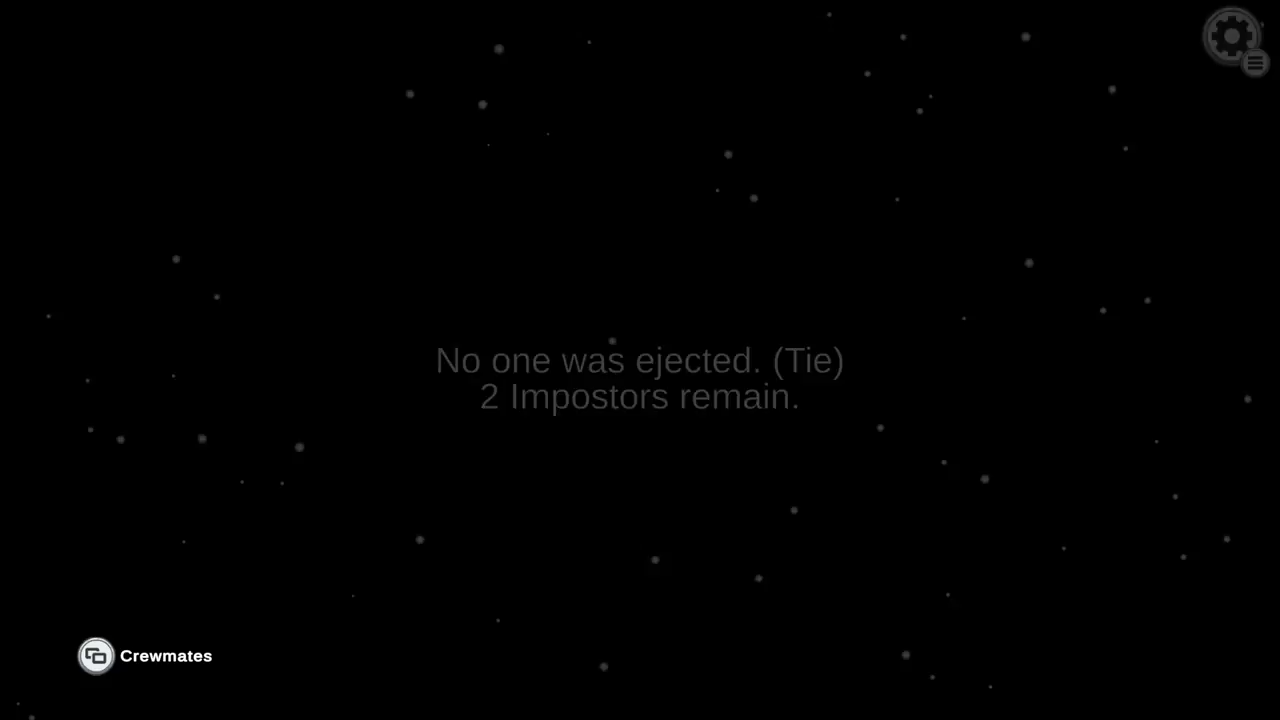 No one was ejected. (Tie)
2 Impostors remain.
Crewmates